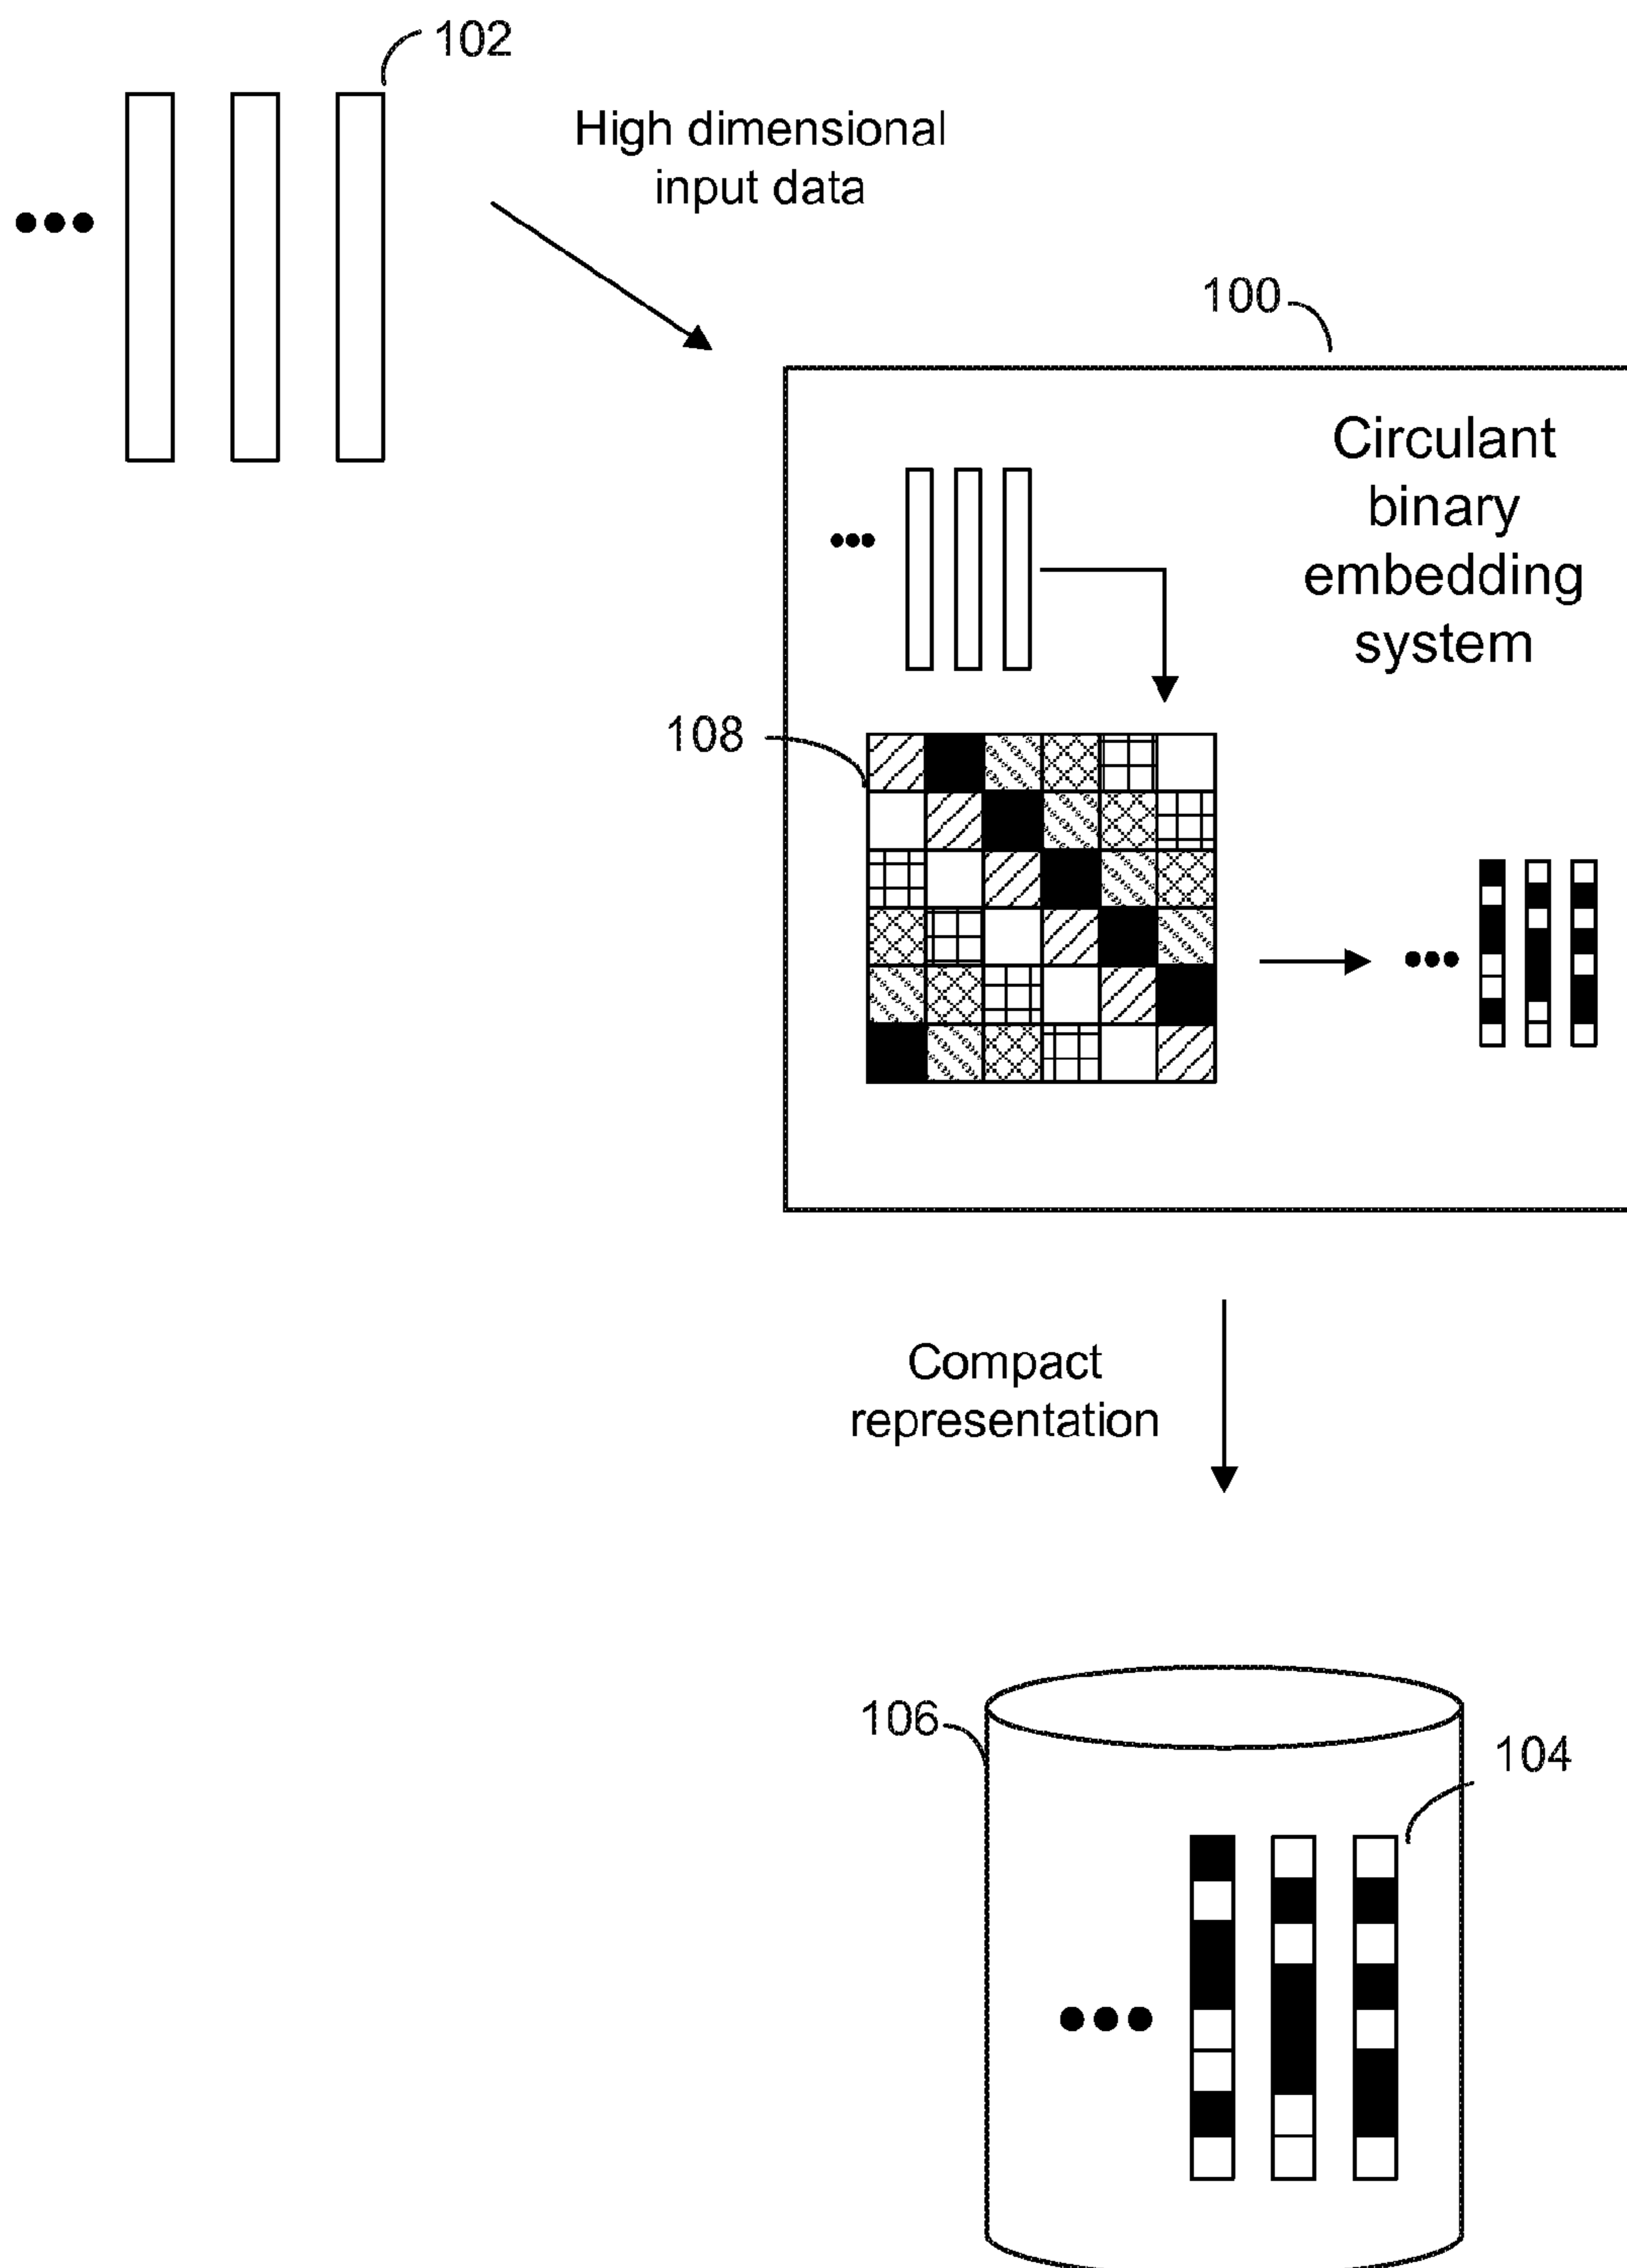 102
High dimensional
input data
100
Circulant
binary
embedding
system
108
Compact
representation
106
104